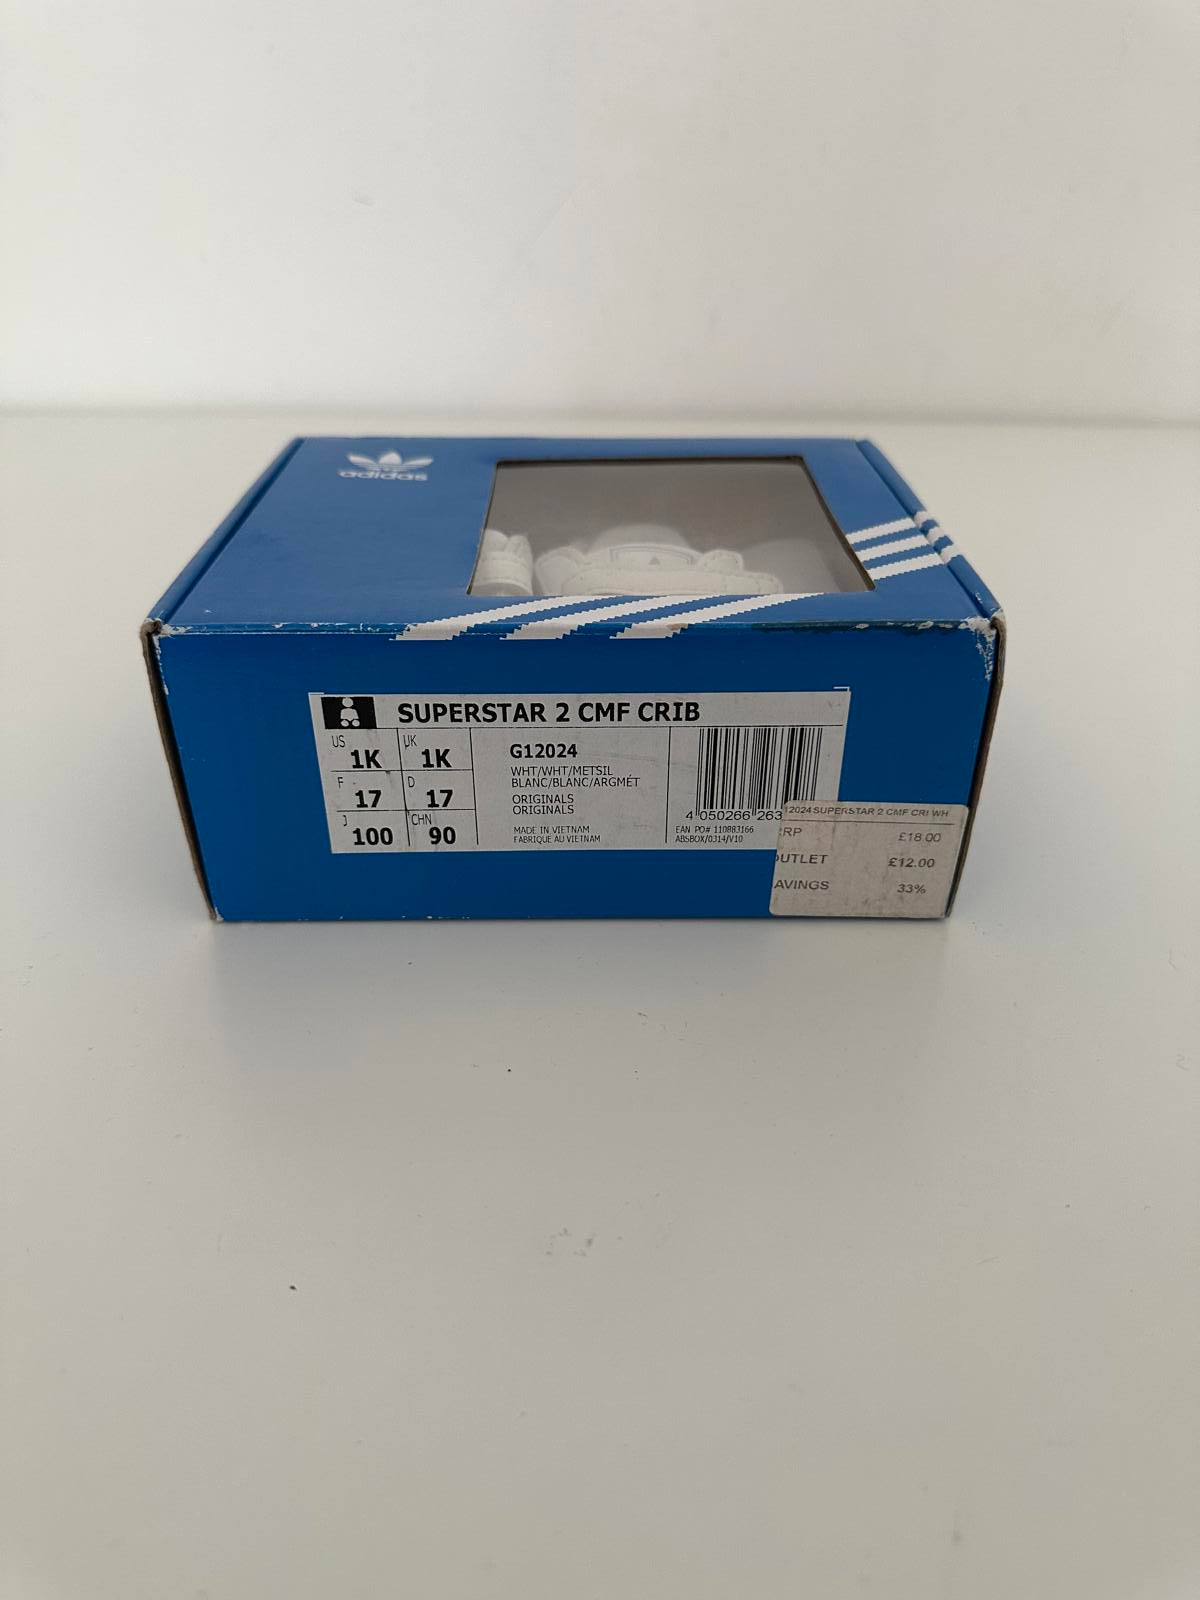 adidas
SUPERSTAR 2 CMF CRIB
US 1K
UK 1K
F 17
D 17
J 100
CHN 90
G12024
WHT/WHT/METSIL
BLANC/BLANC/ARGMÉT
ORIGINALS
ORIGINALS
MADE IN VIETNAM
FABRIQUE AU VIETNAM
4 050266 263
EAN PO# 110883166
ABSBOX/0314/V10
12024 SUPERSTAR 2 CMF CRI WH
RRP £18.00
OUTLET £12.00
AVINGS 33%